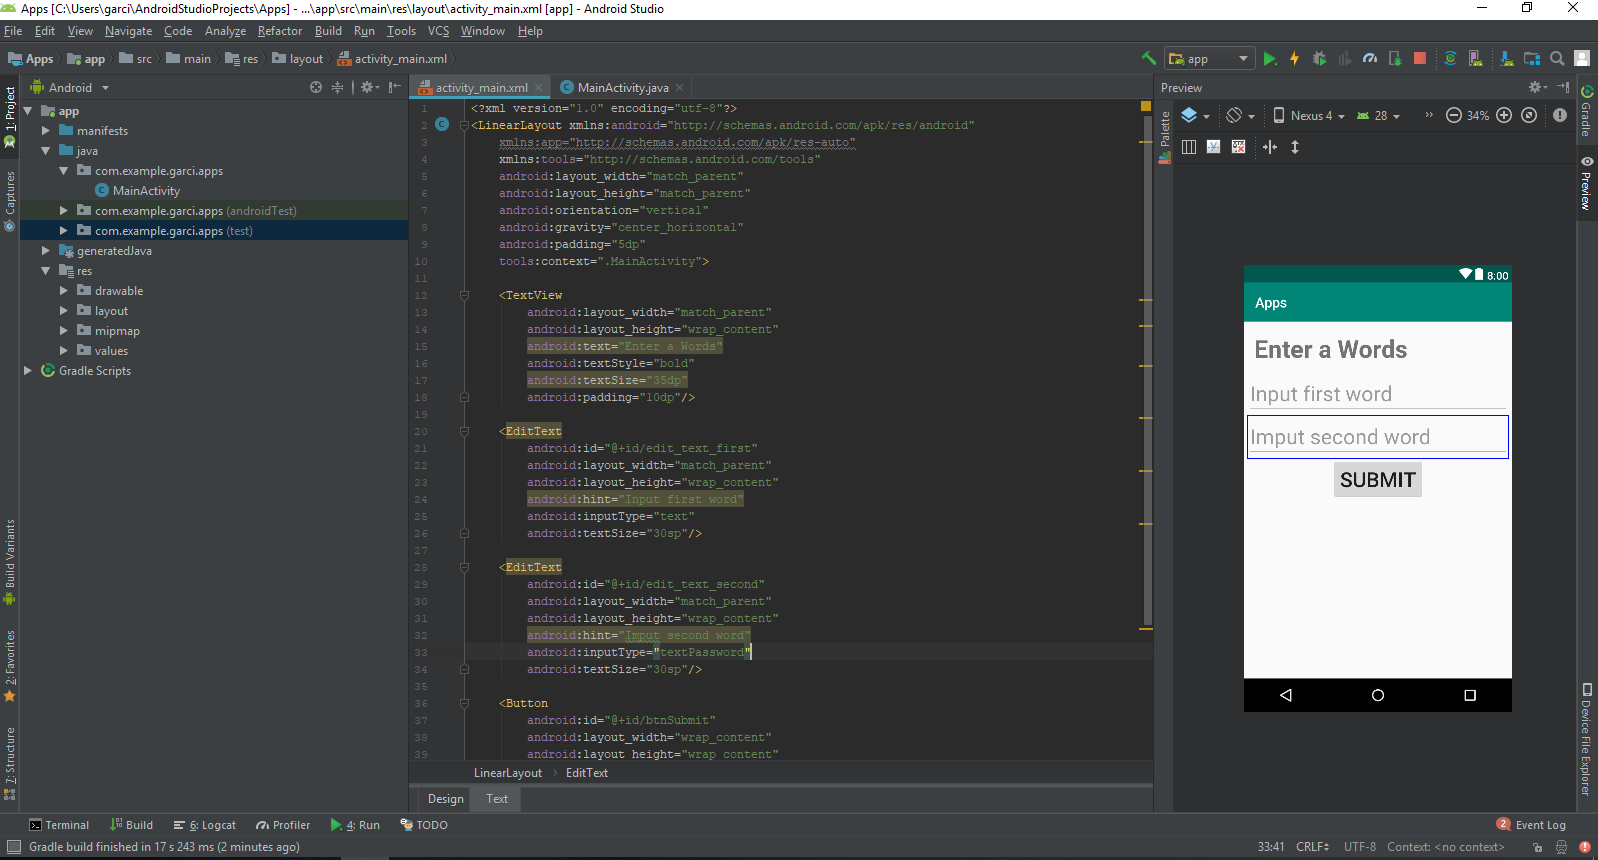 Apps [C:\Users\garci\AndroidStudioProjects\Apps] - ...\app\src\main\res\layout\activity_main.xml [app] - Android Studio
File Edit View Navigate Code Analyze Refactor Build Run Tools VCS Window Help
Apps app src main res layout activity_main.xml
app
Android
activity_main.xml MainActivity.java
Preview
1: Project
Captures
Build Variants
2: Favorites
7: Structure
app
manifests
java
com.example.garci.apps
MainActivity
com.example.garci.apps (androidTest)
com.example.garci.apps (test)
generatedJava
res
drawable
layout
mipmap
values
Gradle Scripts
1 <?xml version="1.0" encoding="utf-8"?>
2 <LinearLayout xmlns:android="http://schemas.android.com/apk/res/android"
3 xmlns:app="http://schemas.android.com/apk/res-auto"
4 xmlns:tools="http://schemas.android.com/tools"
5 android:layout_width="match_parent"
6 android:layout_height="match_parent"
7 android:orientation="vertical"
8 android:gravity="center_horizontal"
9 android:padding="5dp"
10 tools:context=".MainActivity">
11
12 <TextView
13 android:layout_width="match_parent"
14 android:layout_height="wrap_content"
15 android:text="Enter a Words"
16 android:textStyle="bold"
17 android:textSize="35dp"
18 android:padding="10dp"/>
19
20 <EditText
21 android:id="@+id/edit_text_first"
22 android:layout_width="match_parent"
23 android:layout_height="wrap_content"
24 android:hint="Input first word"
25 android:inputType="text"
26 android:textSize="30sp"/>
27
28 <EditText
29 android:id="@+id/edit_text_second"
30 android:layout_width="match_parent"
31 android:layout_height="wrap_content"
32 android:hint="Imput second word"
33 android:inputType="textPassword"
34 android:textSize="30sp"/>
35
36 <Button
37 android:id="@+id/btnSubmit"
38 android:layout_width="wrap_content"
39 android:layout_height="wrap_content"
LinearLayout EditText
Design Text
Palette
Nexus 4 28 34%
8:00
Apps
Enter a Words
Input first word
Imput second word
SUBMIT
Gradle
Preview
Device File Explorer
Terminal Build 6: Logcat Profiler 4: Run TODO
2 Event Log
Gradle build finished in 17 s 243 ms (2 minutes ago)
33:41 CRLF UTF-8 Context: <no context>